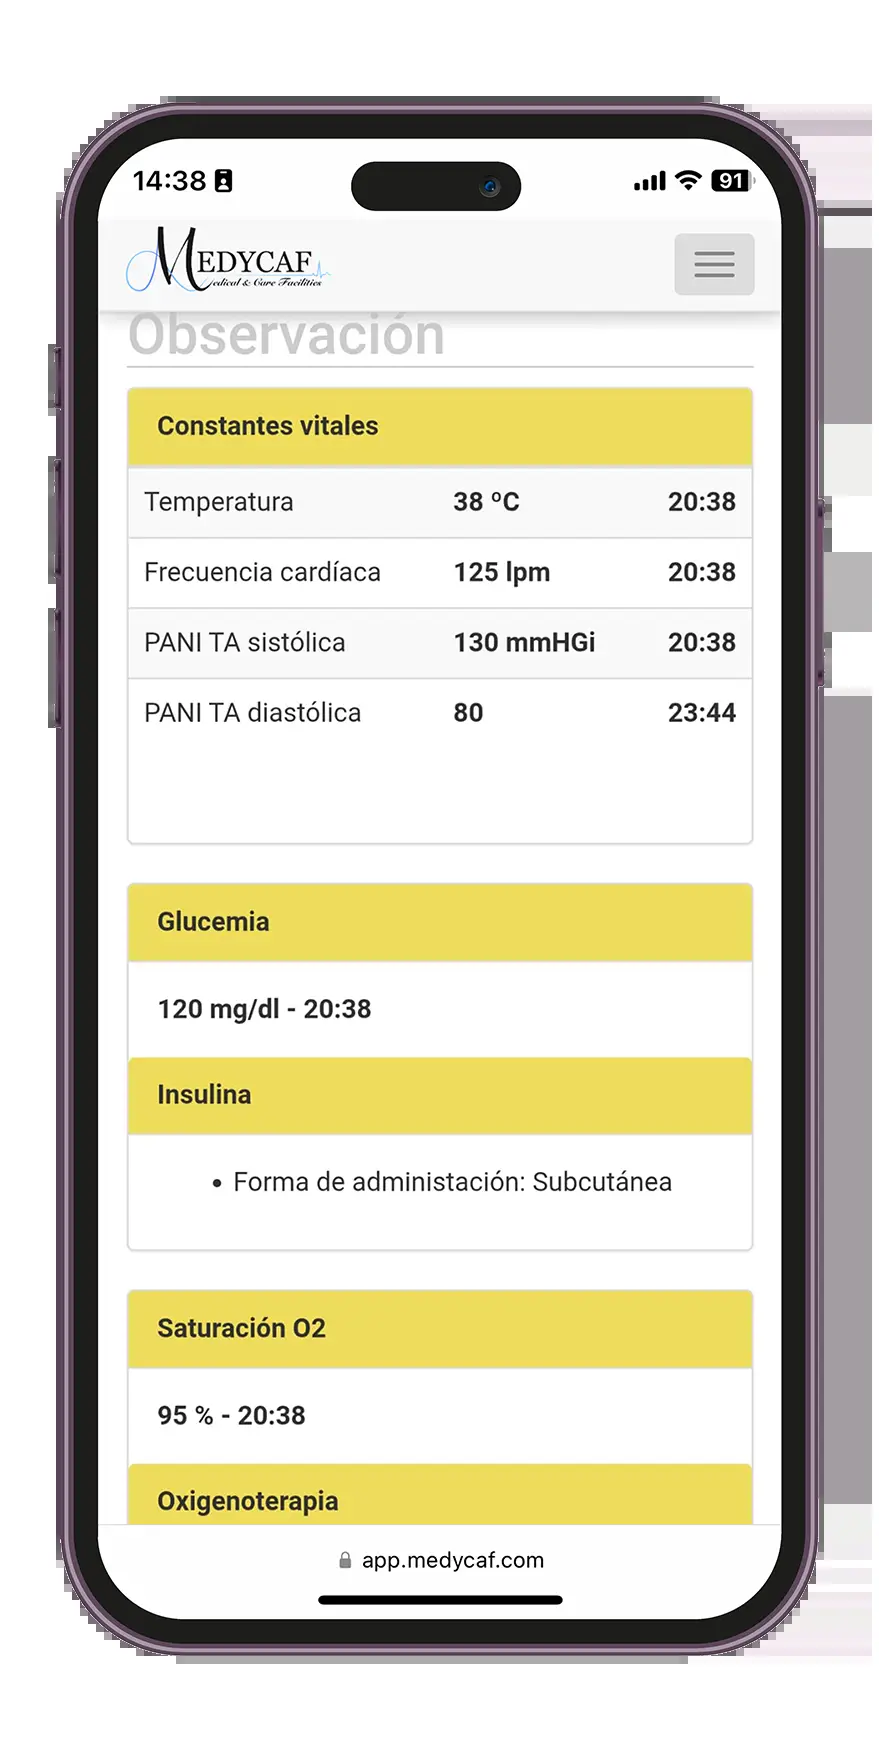 14:38
91
MEDYCAF
Medical & Care Facilities
Observación
Constantes vitales
Temperatura 38 ºC 20:38
Frecuencia cardíaca 125 lpm 20:38
PANI TA sistólica 130 mmHGi 20:38
PANI TA diastólica 80 23:44
Glucemia
120 mg/dl - 20:38
Insulina
• Forma de administación: Subcutánea
Saturación O2
95 % - 20:38
Oxigenoterapia
app.medycaf.com